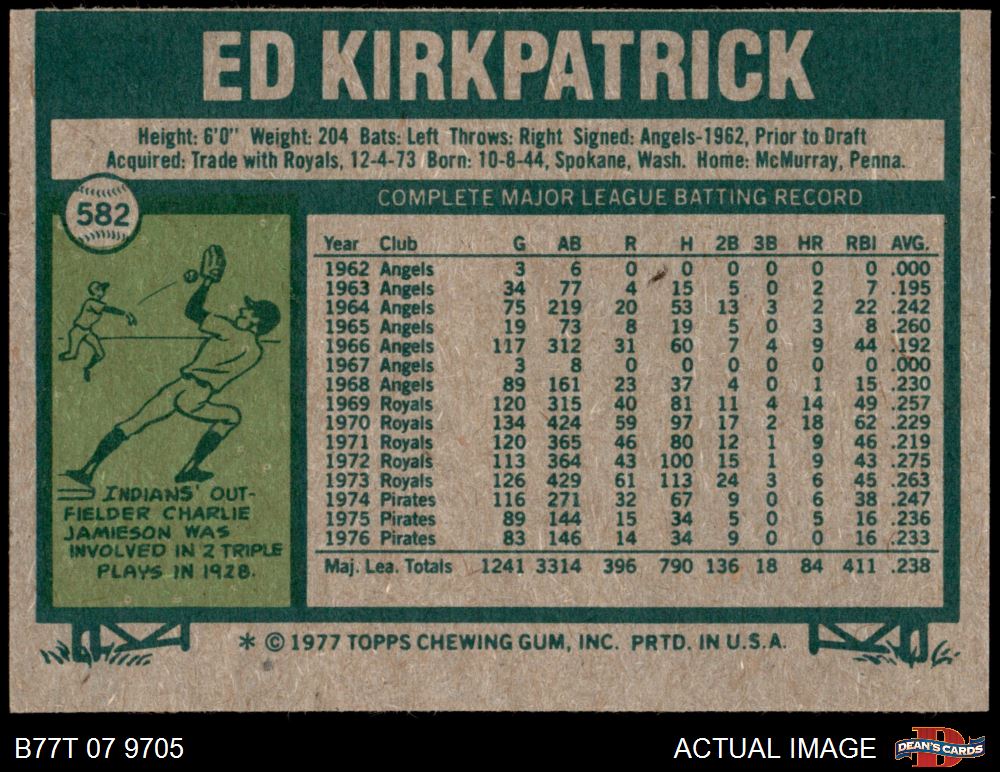 ED KIRKPATRICK
Height: 6'0" Weight: 204 Bats: Left Throws: Right Signed: Angels-1962, Prior to Draft
Acquired: Trade with Royals, 12-4-73 Born: 10-8-44, Spokane, Wash. Home: McMurray, Penna.
582
COMPLETE MAJOR LEAGUE BATTING RECORD
Year Club G AB R H 2B 3B HR RBI AVG.
1962 Angels 3 6 0 0 0 0 0 0 .000
1963 Angels 34 77 4 15 5 0 2 7 .195
1964 Angels 75 219 20 53 13 3 2 22 .242
1965 Angels 19 73 8 19 5 0 3 8 .260
1966 Angels 117 312 31 60 7 4 9 44 .192
1967 Angels 3 8 0 0 0 0 0 0 .000
1968 Angels 89 161 23 37 4 0 1 15 .230
1969 Royals 120 315 40 81 11 4 14 49 .257
1970 Royals 134 424 59 97 17 2 18 62 .229
1971 Royals 120 365 46 80 12 1 9 46 .219
1972 Royals 113 364 43 100 15 1 9 43 .275
1973 Royals 126 429 61 113 24 3 6 45 .263
1974 Pirates 116 271 32 67 9 0 6 38 .247
1975 Pirates 89 144 15 34 5 0 5 16 .236
1976 Pirates 83 146 14 34 9 0 0 16 .233
Maj. Lea. Totals 1241 3314 396 790 136 18 84 411 .238
INDIANS' OUT-
FIELDER CHARLIE
JAMIESON WAS
INVOLVED IN 2 TRIPLE
PLAYS IN 1928.
* © 1977 TOPPS CHEWING GUM, INC. PRTD. IN U.S.A.
B77T 07 9705
ACTUAL IMAGE
DEAN'S CARDS